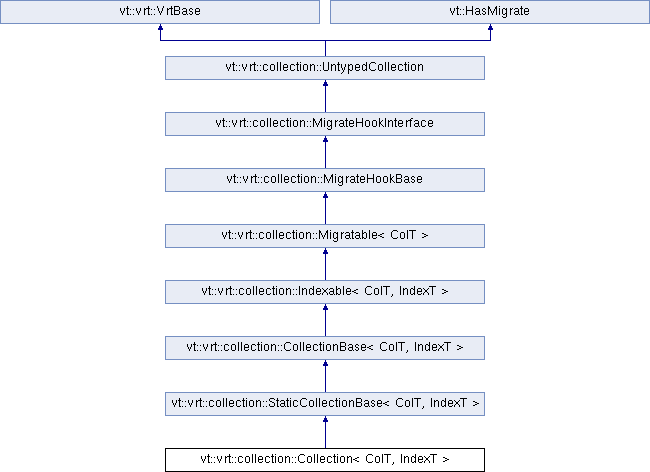 vt::vrt::VrtBase
vt::HasMigrate
vt::vrt::collection::UntypedCollection
vt::vrt::collection::MigrateHookInterface
vt::vrt::collection::MigrateHookBase
vt::vrt::collection::Migratable< ColT >
vt::vrt::collection::Indexable< ColT, IndexT >
vt::vrt::collection::CollectionBase< ColT, IndexT >
vt::vrt::collection::StaticCollectionBase< ColT, IndexT >
vt::vrt::collection::Collection< ColT, IndexT >